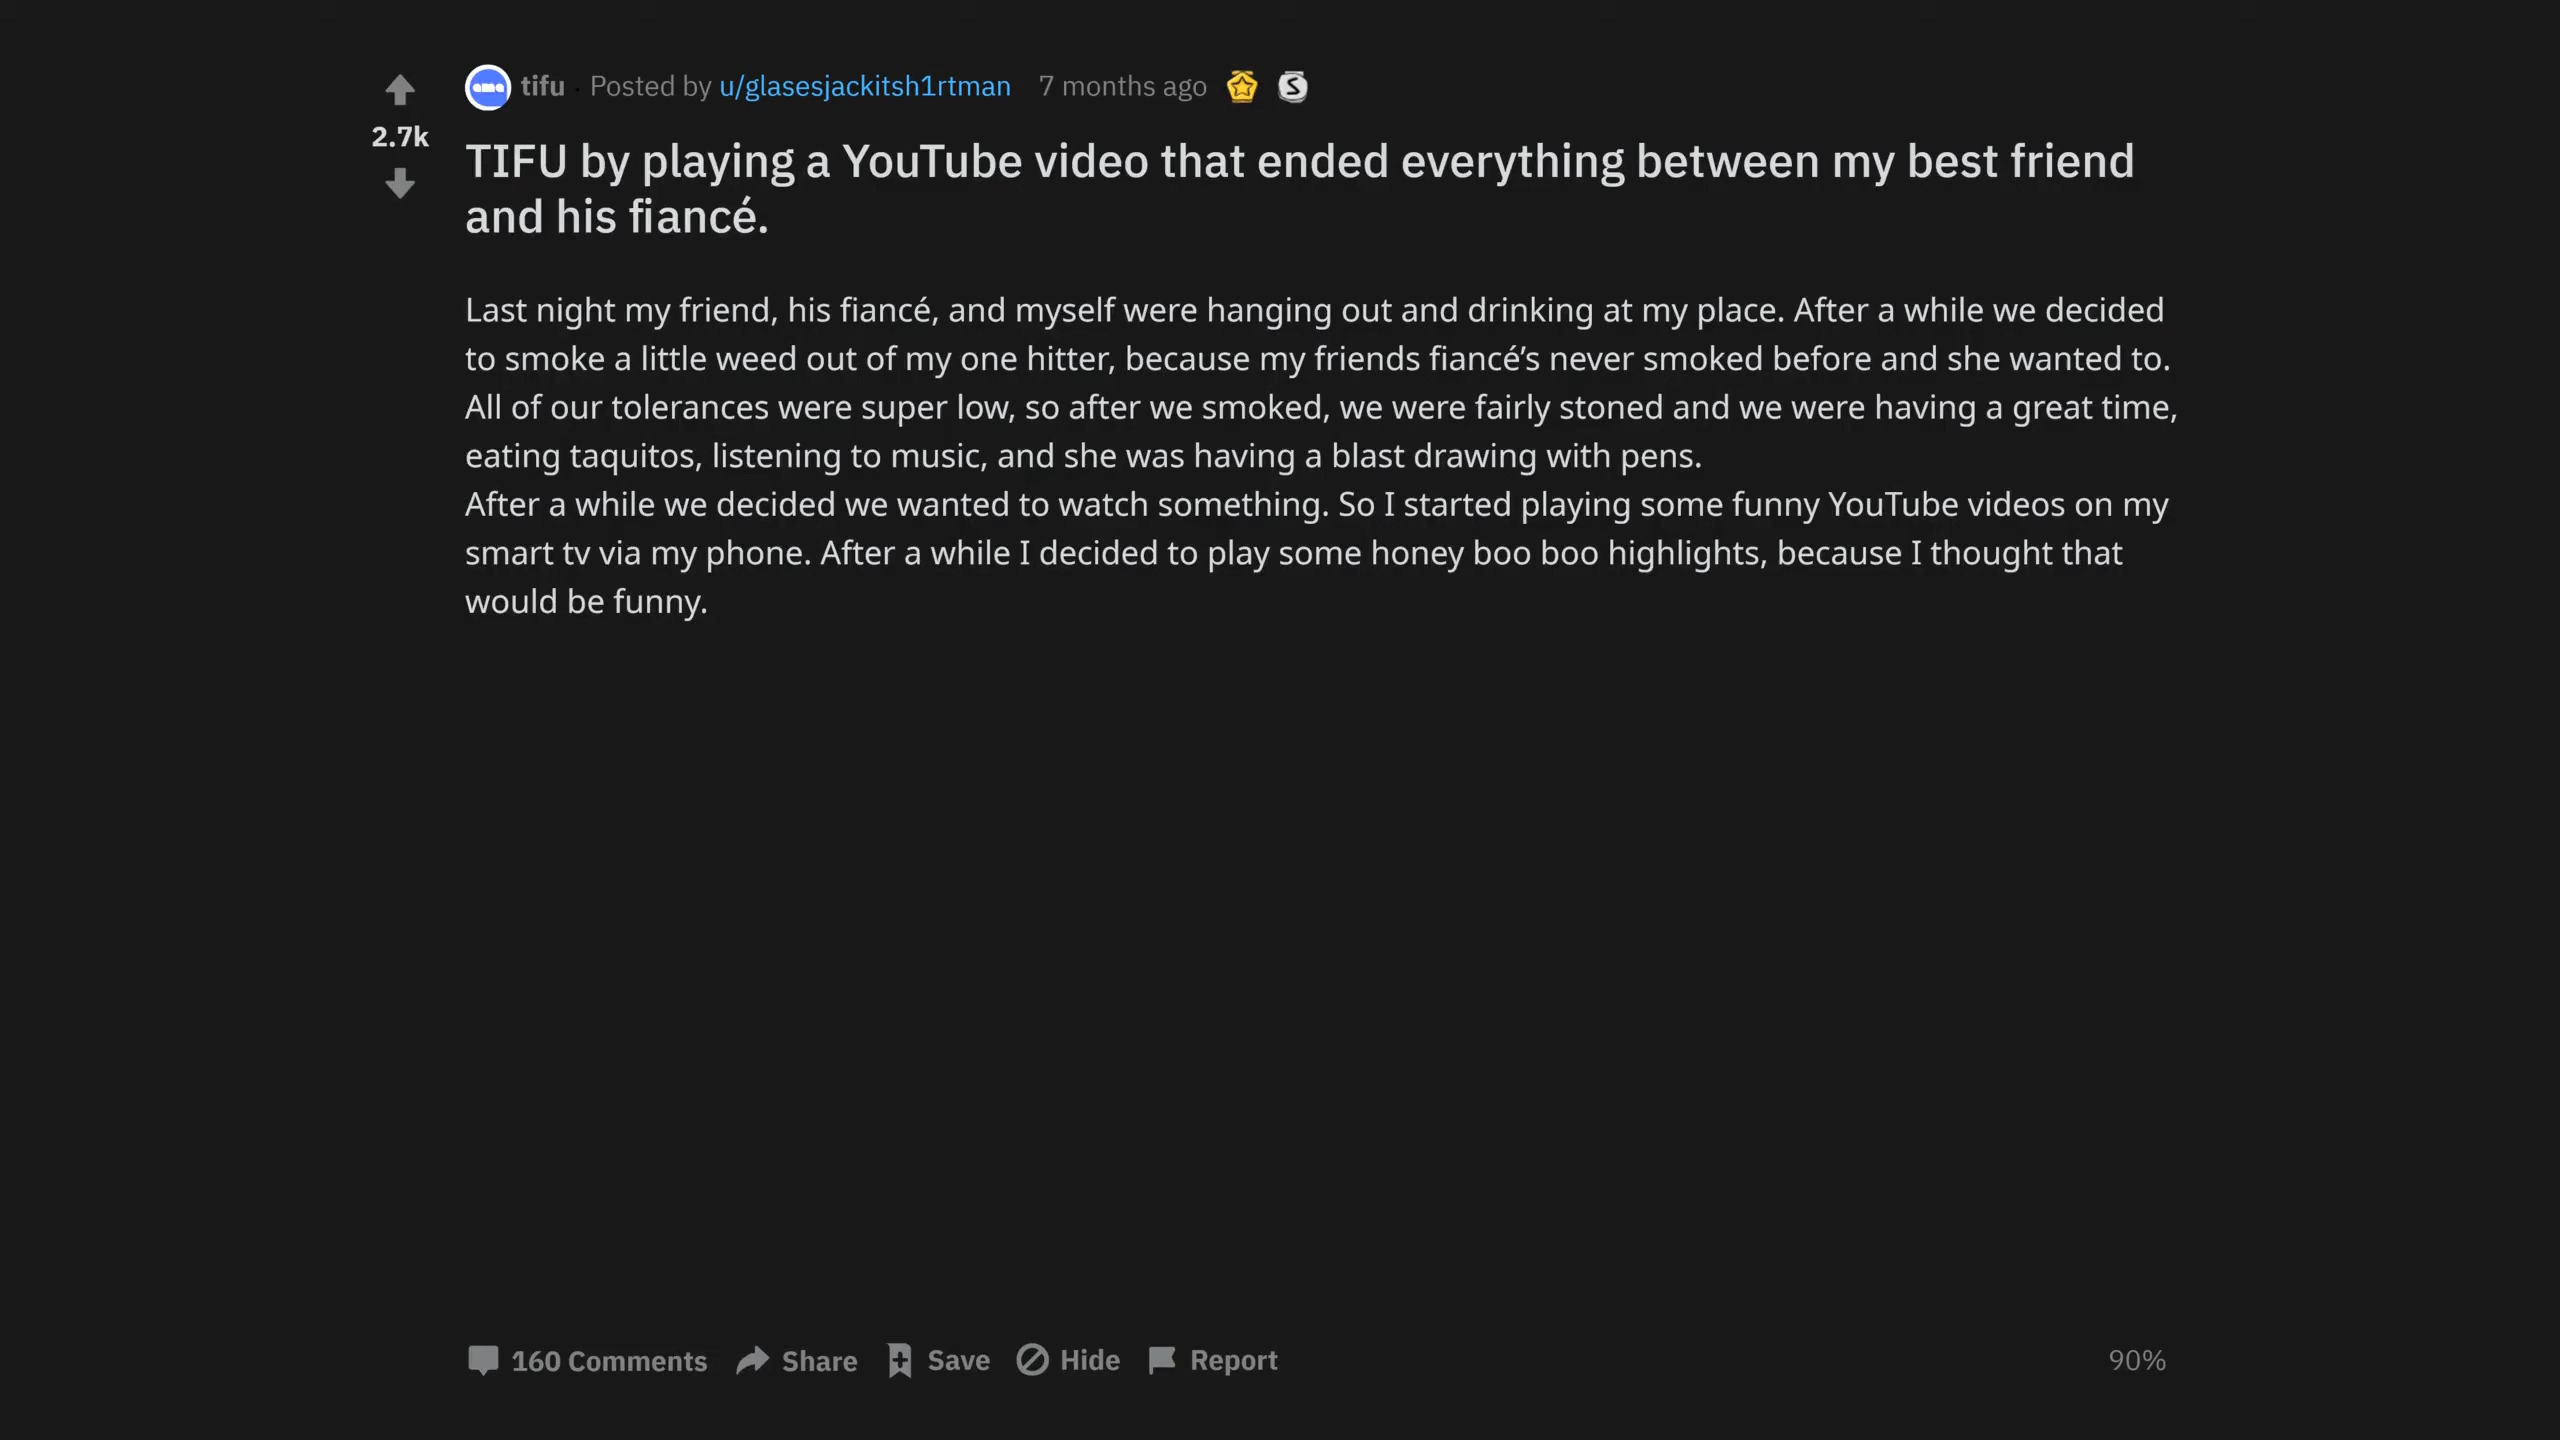 tifu · Posted by u/glasesjackitsh1rtman 7 months ago
2.7k
TIFU by playing a YouTube video that ended everything between my best friend
and his fiancé.
Last night my friend, his fiancé, and myself were hanging out and drinking at my place. After a while we decided
to smoke a little weed out of my one hitter, because my friends fiancé’s never smoked before and she wanted to.
All of our tolerances were super low, so after we smoked, we were fairly stoned and we were having a great time,
eating taquitos, listening to music, and she was having a blast drawing with pens.
After a while we decided we wanted to watch something. So I started playing some funny YouTube videos on my
smart tv via my phone. After a while I decided to play some honey boo boo highlights, because I thought that
would be funny.
160 Comments Share Save Hide Report 90%